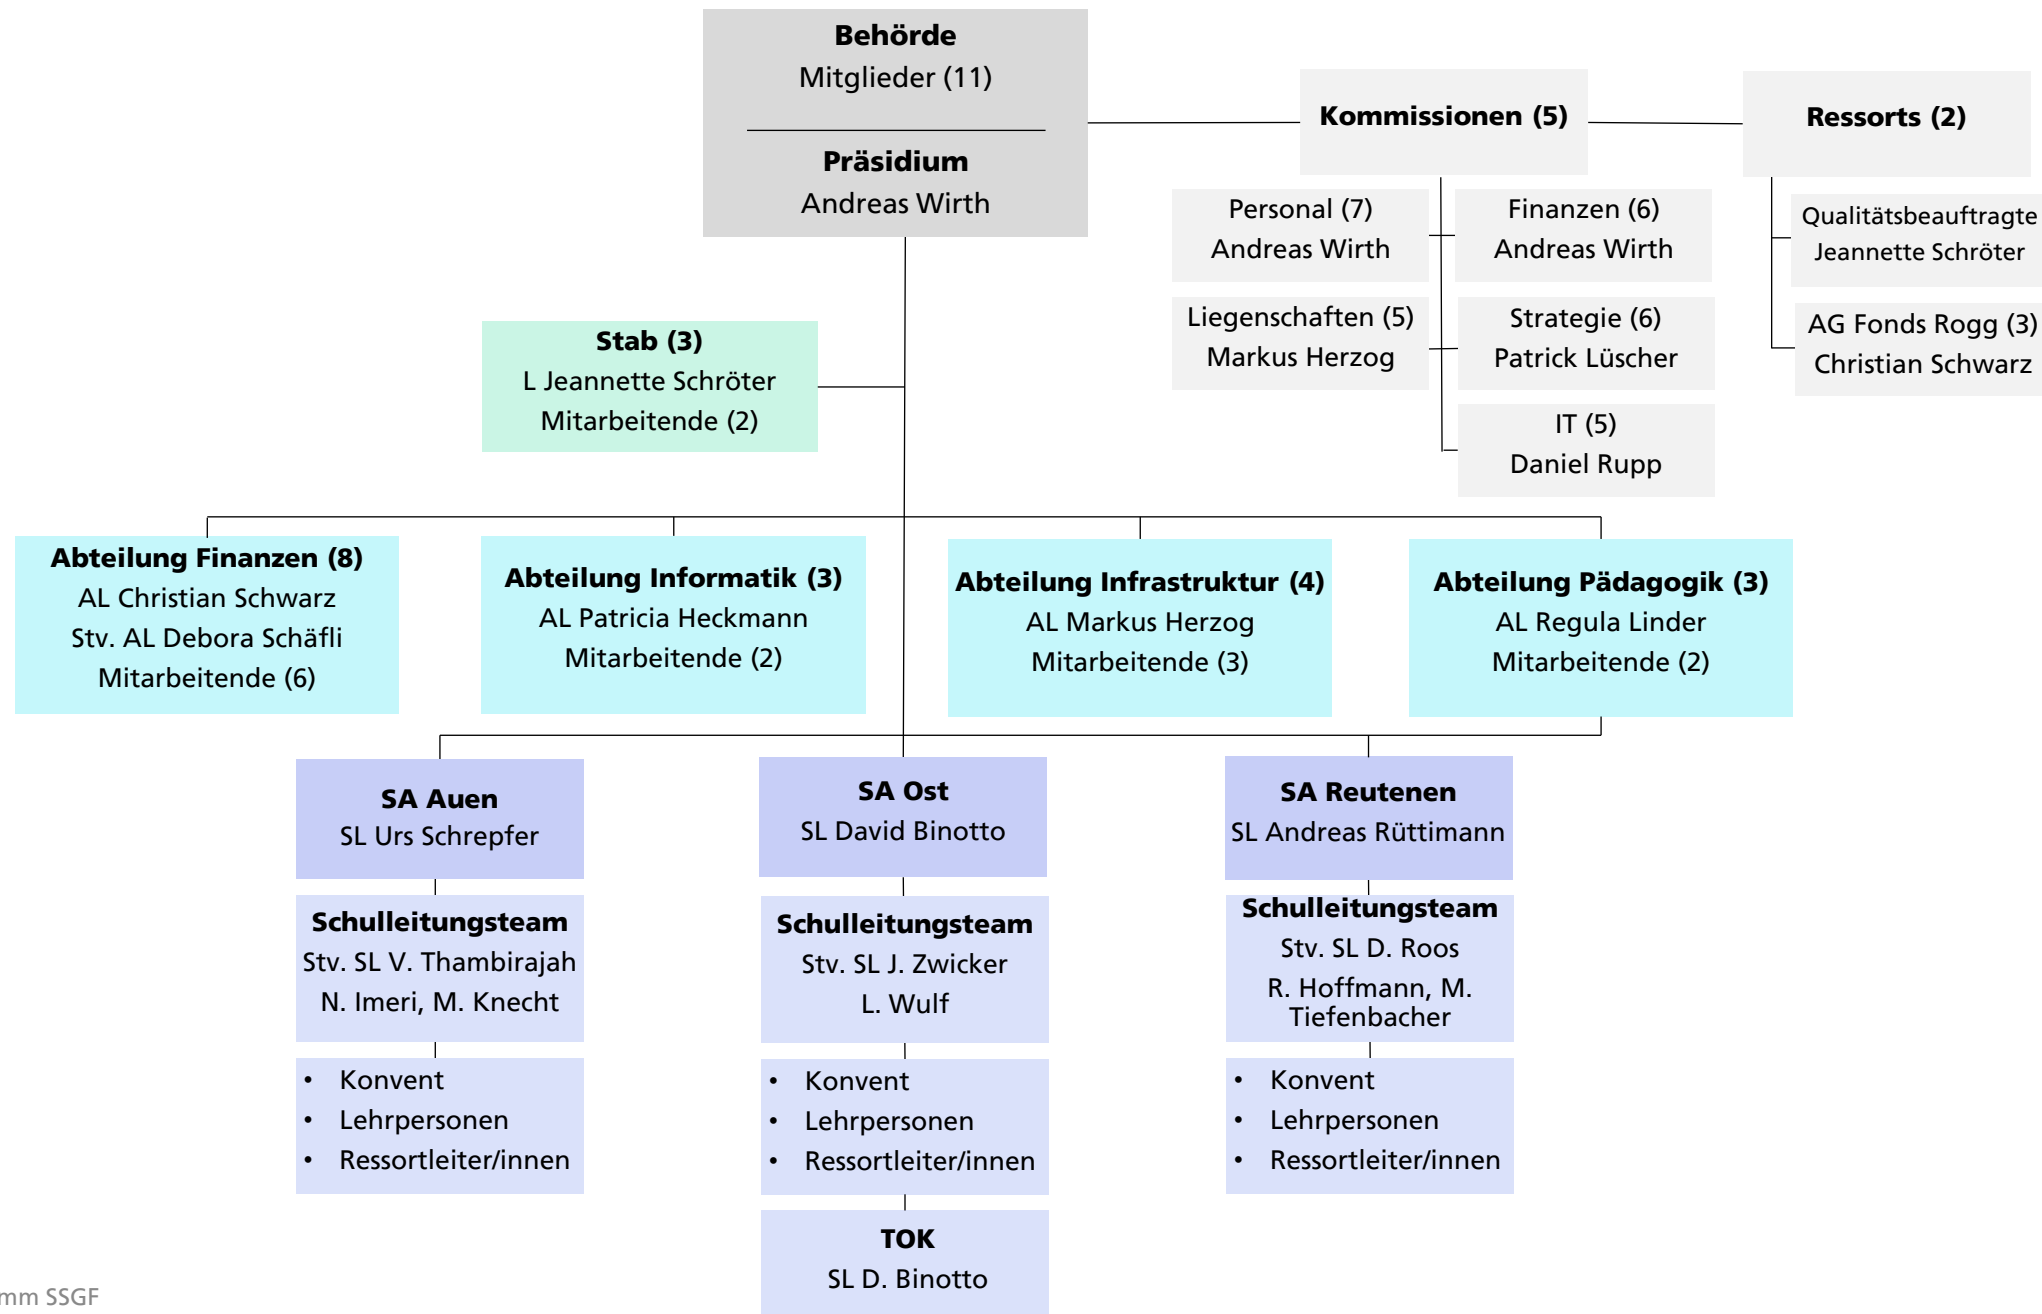 Behörde
Mitglieder (11)
Präsidium
Andreas Wirth
Kommissionen (5)
Ressorts (2)
Personal (7)
Andreas Wirth
Finanzen (6)
Andreas Wirth
Liegenschaften (5)
Markus Herzog
Strategie (6)
Patrick Lüscher
IT (5)
Daniel Rupp
Qualitätsbeauftragte
Jeannette Schröter
AG Fonds Rogg (3)
Christian Schwarz
Stab (3)
L Jeannette Schröter
Mitarbeitende (2)
Abteilung Finanzen (8)
AL Christian Schwarz
Stv. AL Debora Schäfli
Mitarbeitende (6)
Abteilung Informatik (3)
AL Patricia Heckmann
Mitarbeitende (2)
Abteilung Infrastruktur (4)
AL Markus Herzog
Mitarbeitende (3)
Abteilung Pädagogik (3)
AL Regula Linder
Mitarbeitende (2)
SA Auen
SL Urs Schrepfer
Schulleitungsteam
Stv. SL V. Thambirajah
N. Imeri, M. Knecht
• Konvent
• Lehrpersonen
• Ressortleiter/innen
SA Ost
SL David Binotto
Schulleitungsteam
Stv. SL J. Zwicker
L. Wulf
• Konvent
• Lehrpersonen
• Ressortleiter/innen
TOK
SL D. Binotto
SA Reutenen
SL Andreas Rüttimann
Schulleitungsteam
Stv. SL D. Roos
R. Hoffmann, M.
Tiefenbacher
• Konvent
• Lehrpersonen
• Ressortleiter/innen
mm SSGF